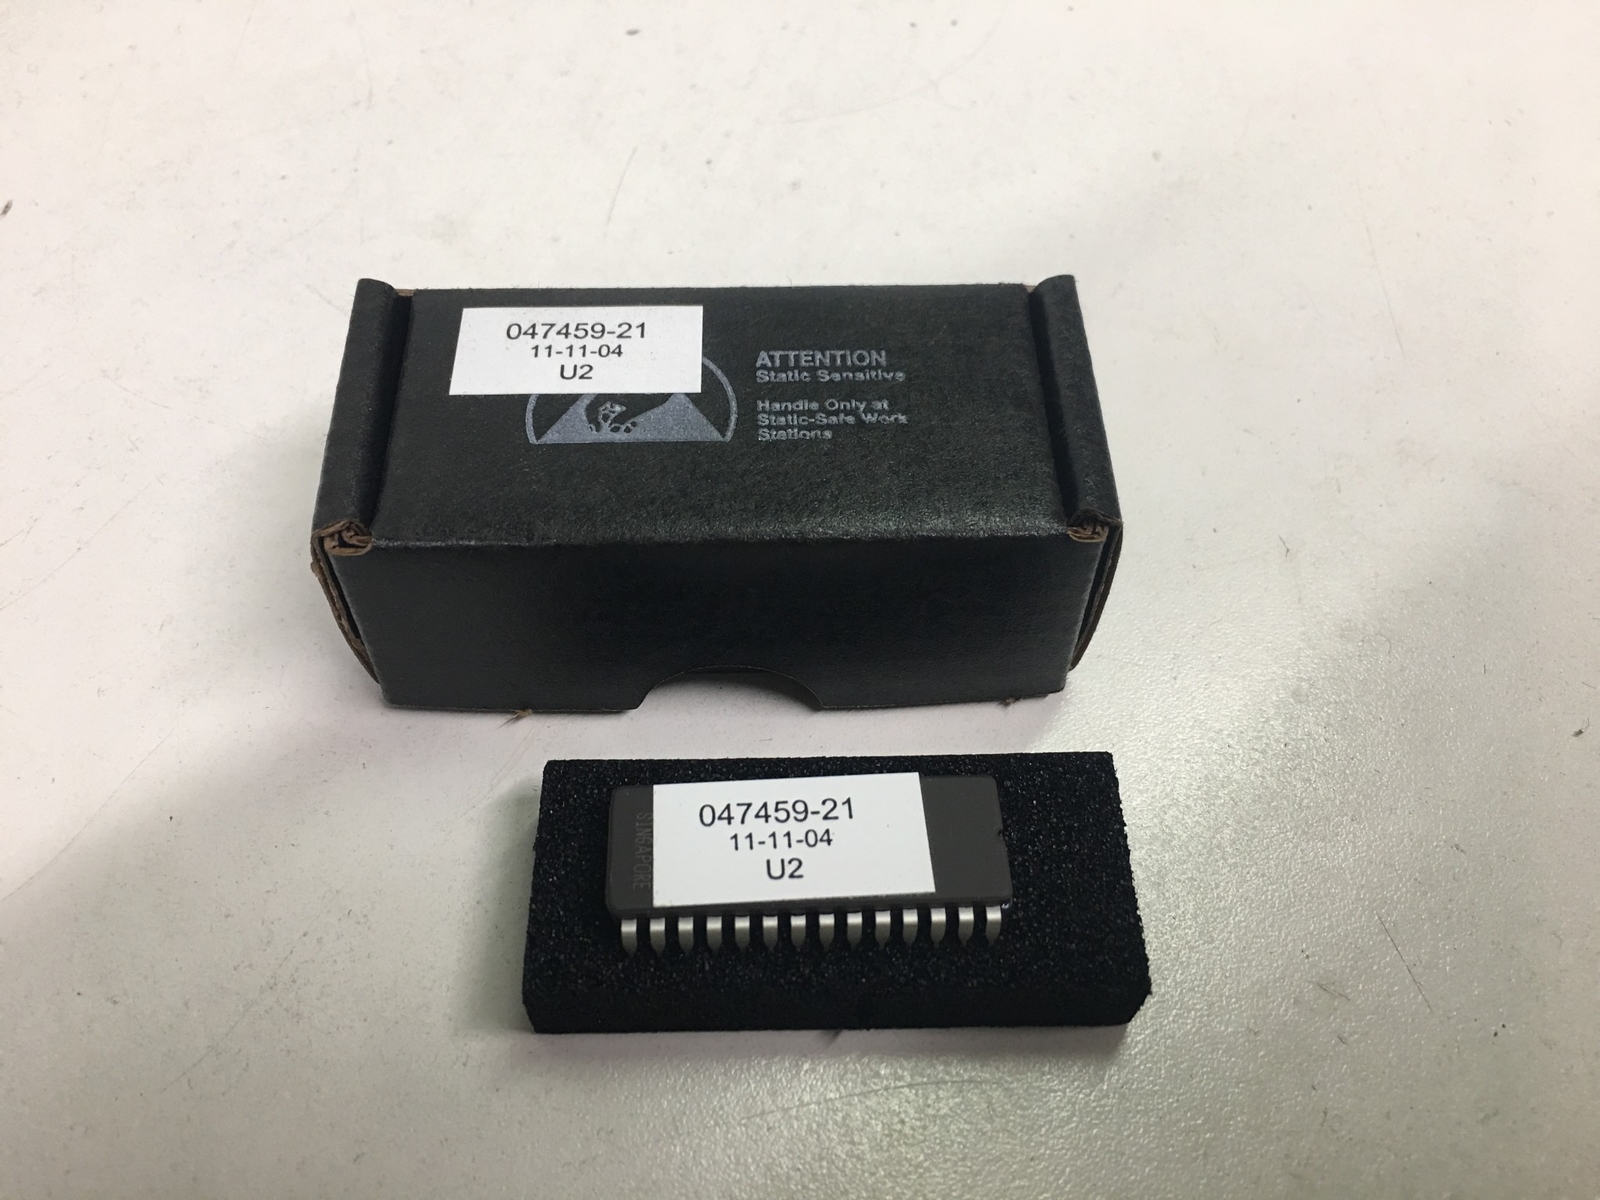 047459-21
11-11-04
U2
ATTENTION
Static Sensitive
Handle Only at
Static-Safe Work
Stations
SINGAPORE
047459-21
11-11-04
U2